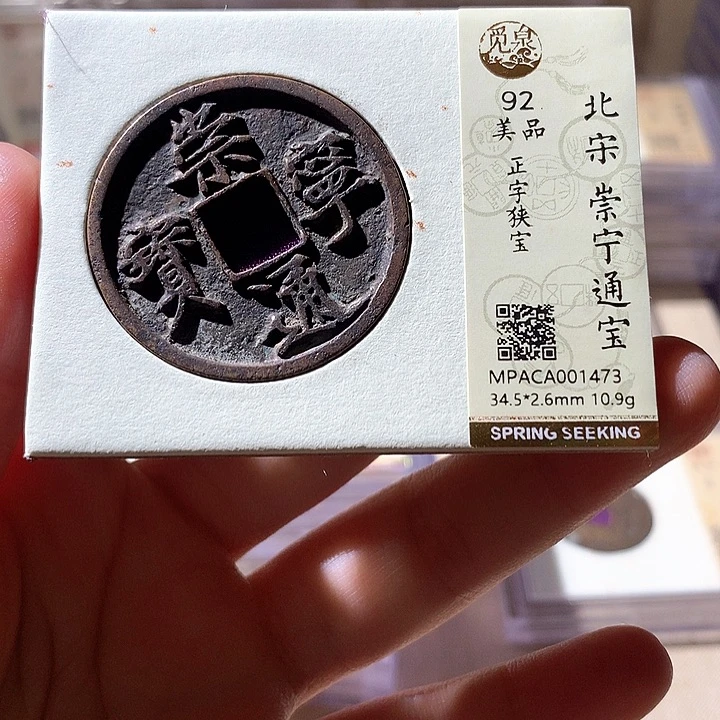 崇寧通寶
觅泉
92
美品
正字狭宝
北宋 崇宁通宝
MPACA001473
34.5*2.6mm 10.9g
SPRING SEEKING